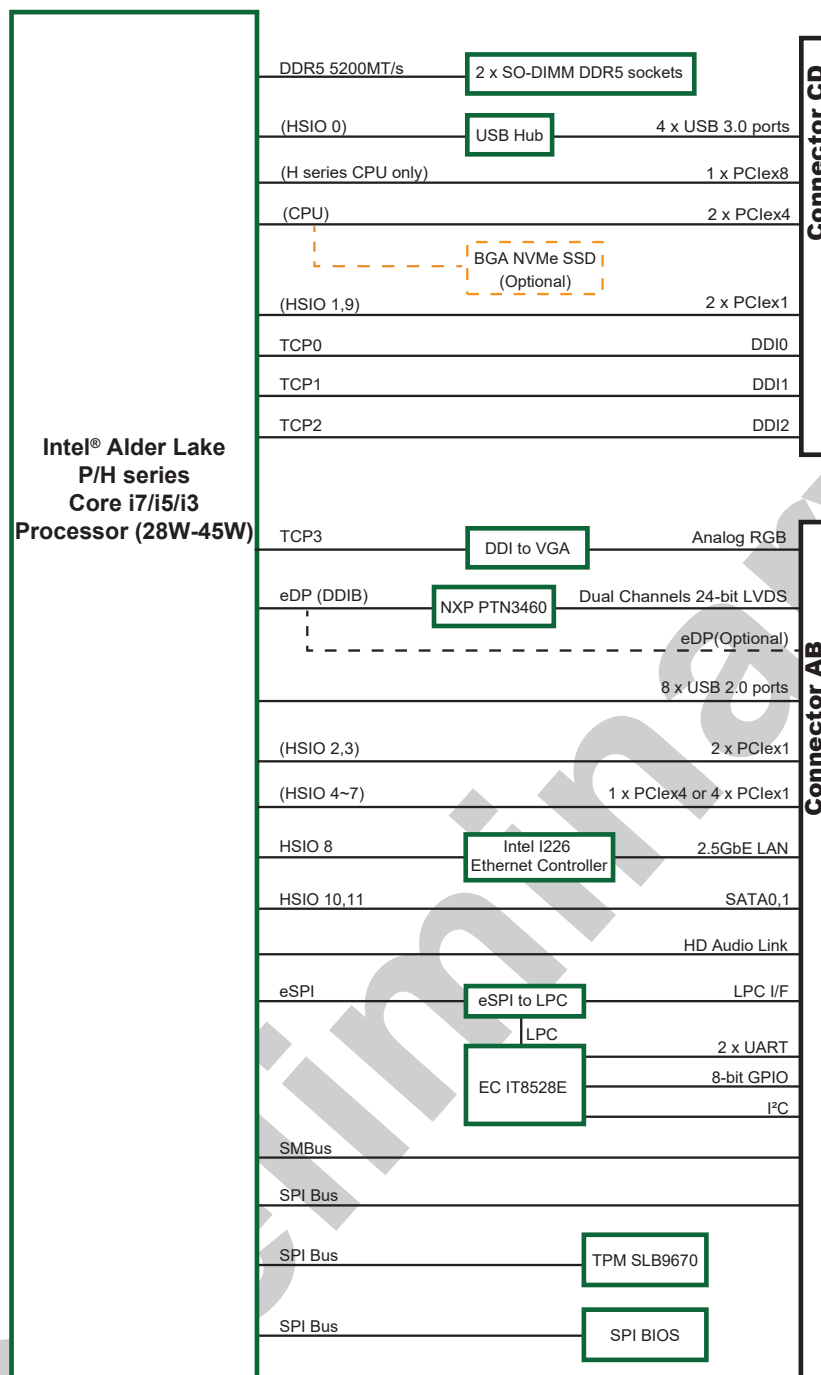 Intel® Alder Lake
P/H series
Core i7/i5/i3
Processor (28W-45W)
DDR5 5200MT/s
2 x SO-DIMM DDR5 sockets
(HSIO 0)
USB Hub
4 x USB 3.0 ports
(H series CPU only)
1 x PCIex8
(CPU)
2 x PCIex4
BGA NVMe SSD
(Optional)
(HSIO 1,9)
2 x PCIex1
TCP0
DDI0
TCP1
DDI1
TCP2
DDI2
Connector CD
TCP3
DDI to VGA
Analog RGB
eDP (DDIB)
NXP PTN3460
Dual Channels 24-bit LVDS
eDP(Optional)
8 x USB 2.0 ports
(HSIO 2,3)
2 x PCIex1
(HSIO 4~7)
1 x PCIex4 or 4 x PCIex1
HSIO 8
Intel I226
Ethernet Controller
2.5GbE LAN
HSIO 10,11
SATA0,1
HD Audio Link
eSPI
eSPI to LPC
LPC I/F
LPC
EC IT8528E
2 x UART
8-bit GPIO
I²C
SMBus
SPI Bus
SPI Bus
TPM SLB9670
SPI Bus
SPI BIOS
Connector AB
eliminar